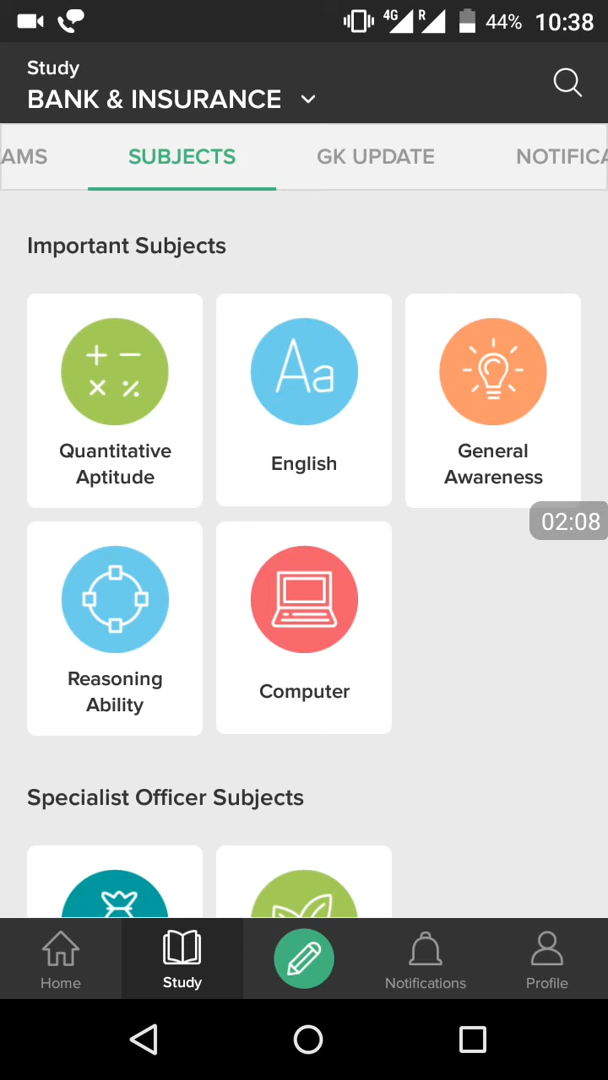 4G R 44% 10:38
Study
BANK & INSURANCE
AMS SUBJECTS GK UPDATE NOTIFICA
Important Subjects
Quantitative
Aptitude
Aa
English
General
Awareness
02:08
Reasoning
Ability
Computer
Specialist Officer Subjects
Home Study Notifications Profile